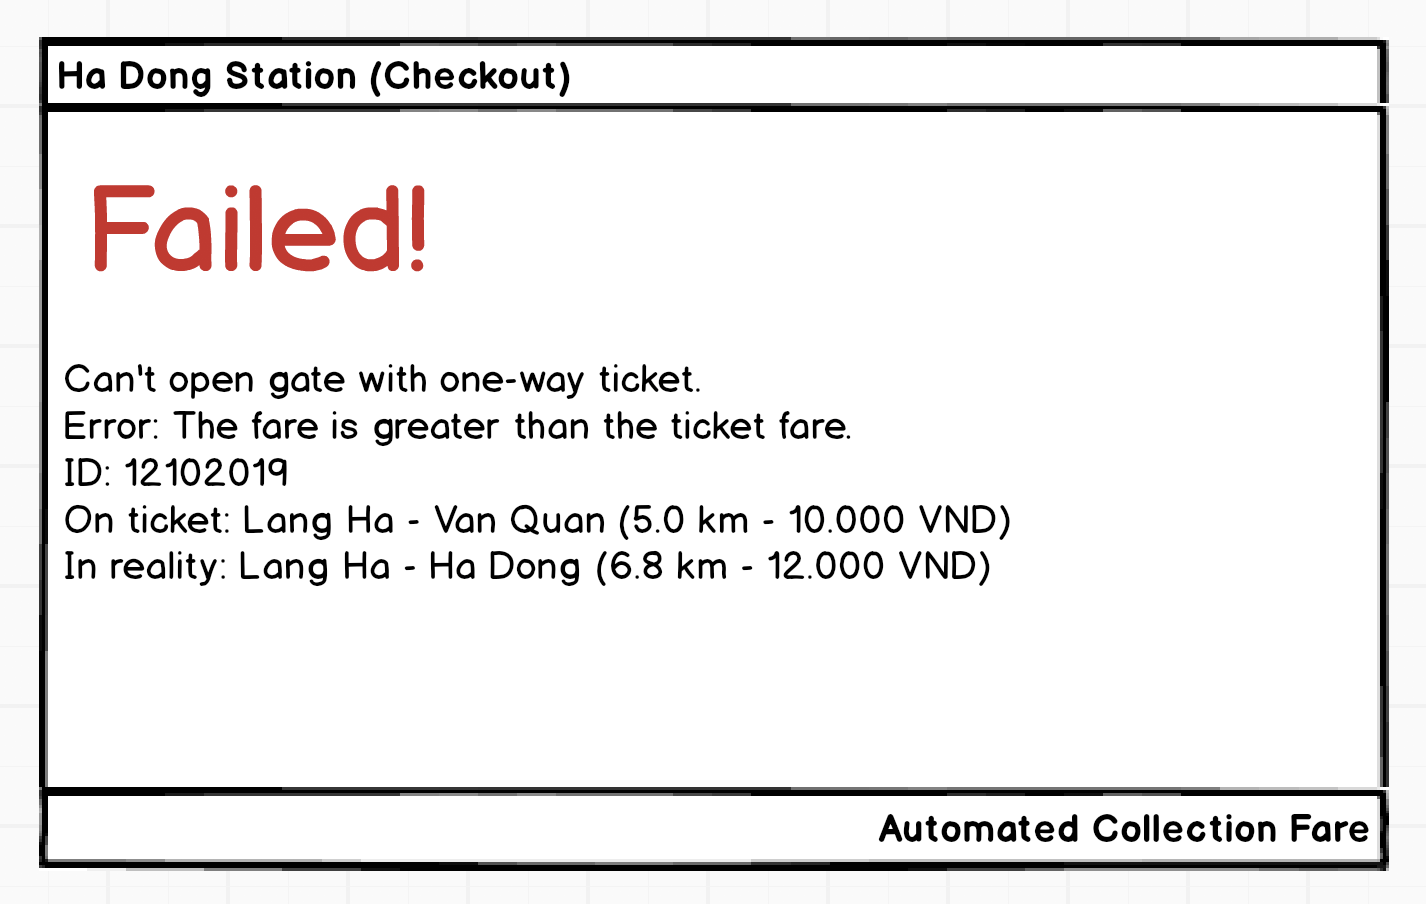 Ha Dong Station (Checkout)
Failed!
Can't open gate with one-way ticket.
Error: The fare is greater than the ticket fare.
ID: 12102019
On ticket: Lang Ha - Van Quan (5.0 km - 10.000 VND)
In reality: Lang Ha - Ha Dong (6.8 km - 12.000 VND)
Automated Collection Fare